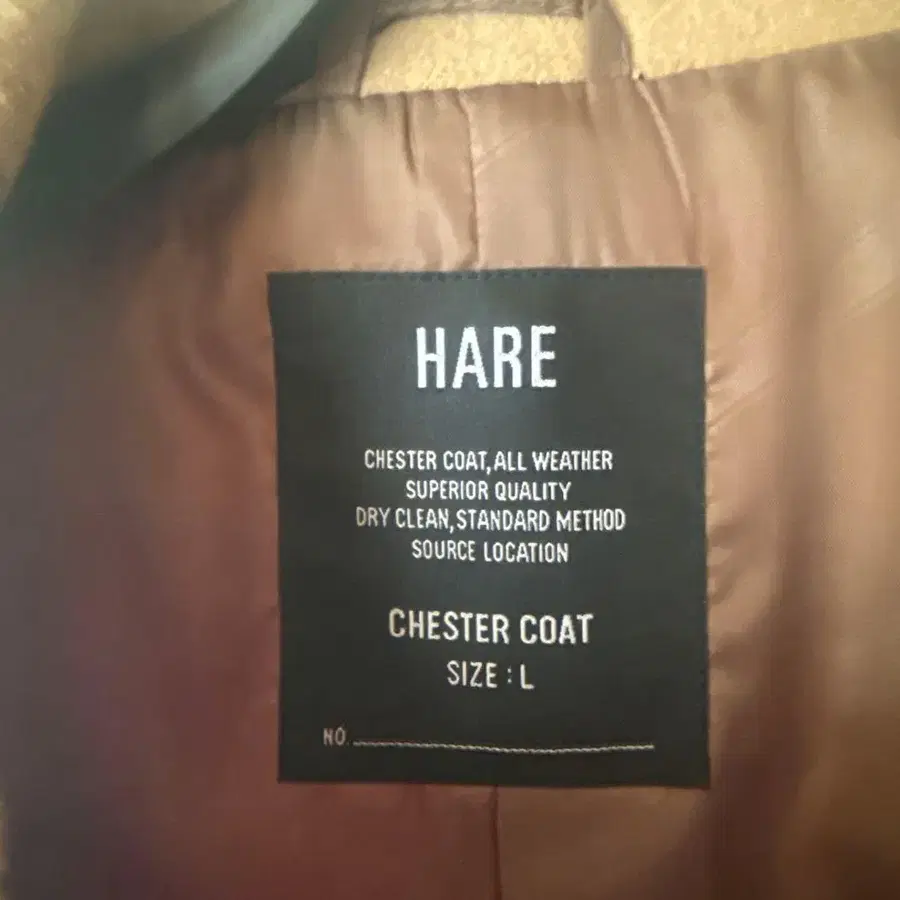 HARE
CHESTER COAT, ALL WEATHER
SUPERIOR QUALITY
DRY CLEAN, STANDARD METHOD
SOURCE LOCATION
CHESTER COAT
SIZE : L
NO.